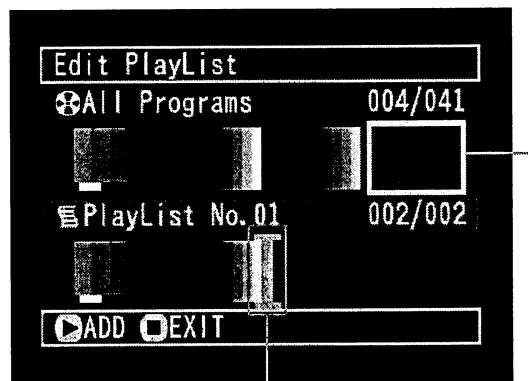 Edit PlayList
All Programs 004/041
PlayList No.01 002/002
ADD EXIT